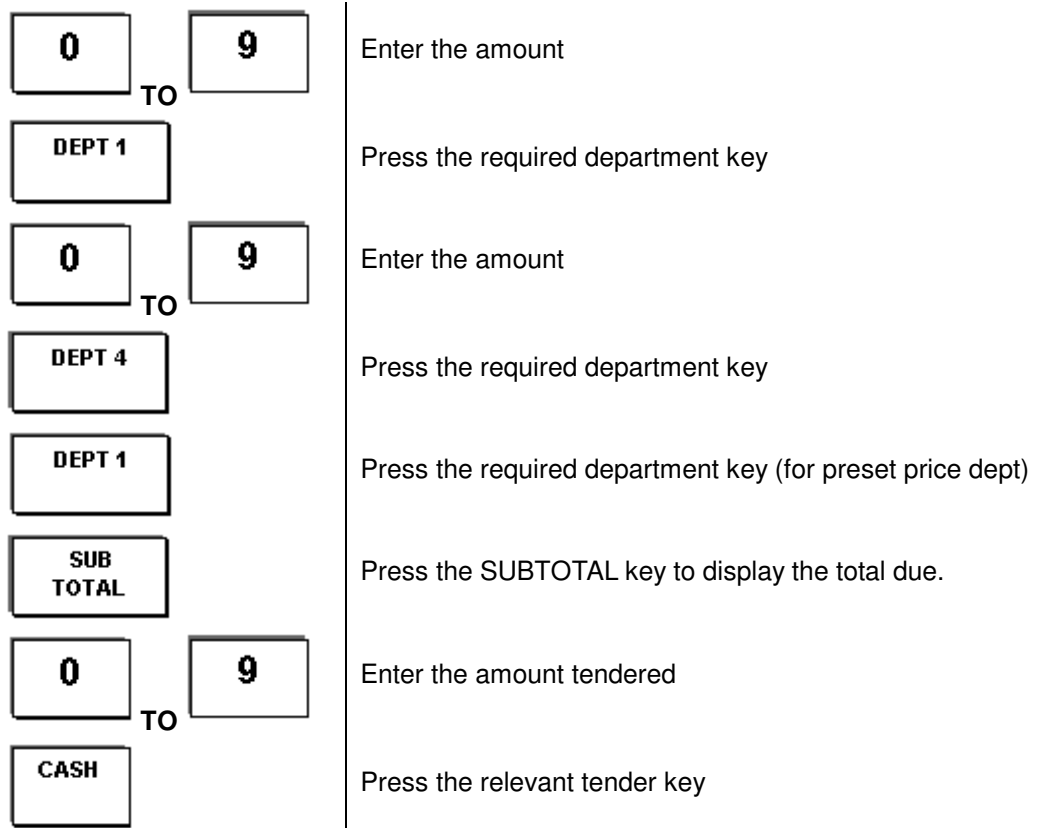 0 TO 9 Enter the amount
DEPT 1 Press the required department key
0 TO 9 Enter the amount
DEPT 4 Press the required department key
DEPT 1 Press the required department key (for preset price dept)
SUB
TOTAL Press the SUBTOTAL key to display the total due.
0 TO 9 Enter the amount tendered
CASH Press the relevant tender key